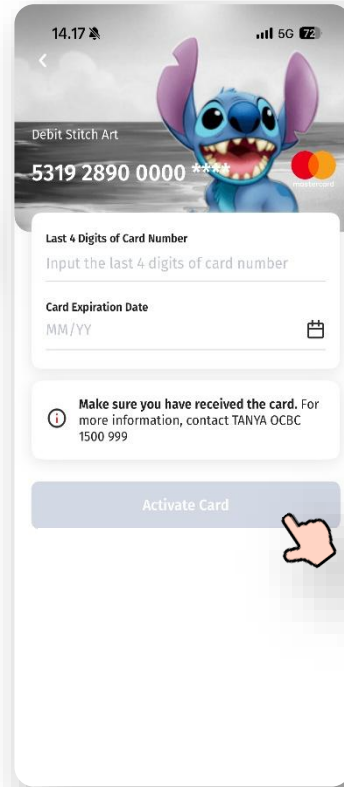 14.17
5G 72
Debit Stitch Art
5319 2890 0000 ****
mastercard
Last 4 Digits of Card Number
Input the last 4 digits of card number
Card Expiration Date
MM/YY
Make sure you have received the card. For
more information, contact TANYA OCBC
1500 999
Activate Card